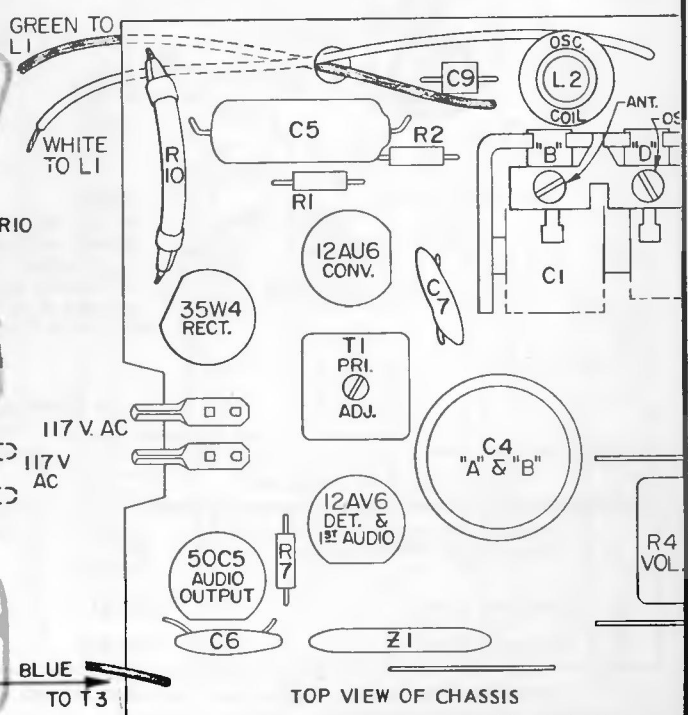 GREEN TO
L1
WHITE
TO L1
R
10
C5
R2
C9
OSC.
L.2
COIL
ANT.
"B"
"D"
R1
R10
12AU6
CONV.
C7
C1
35W4
RECT.
T1
PRI.
ADJ.
117 V. AC
117 V
AC
C4
"A" & "B"
12AV6
DET. &
1ST AUDIO
R
7
50C5
AUDIO
OUTPUT
R4
VOL.
C6
Z1
BLUE
TO T3
TOP VIEW OF CHASSIS